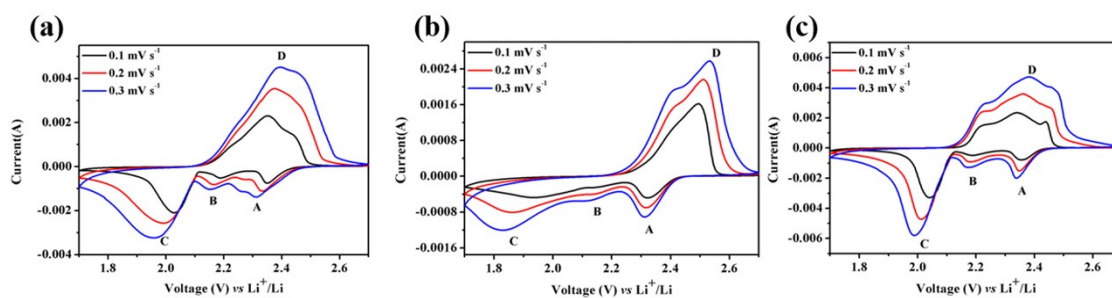 (a)
0.1 mV s⁻¹
0.2 mV s⁻¹
0.3 mV s⁻¹
D
B
A
C
0.004
0.002
0.000
-0.002
-0.004
Current(A)
1.8 2.0 2.2 2.4 2.6
Voltage (V) vs Li⁺/Li
(b)
0.1 mV s⁻¹
0.2 mV s⁻¹
0.3 mV s⁻¹
D
B
A
C
0.0024
0.0016
0.0008
0.0000
-0.0008
-0.0016
Current(A)
1.8 2.0 2.2 2.4 2.6
Voltage (V) vs Li⁺/Li
(c)
0.1 mV s⁻¹
0.2 mV s⁻¹
0.3 mV s⁻¹
D
B
A
C
0.006
0.004
0.002
0.000
-0.002
-0.004
-0.006
Current(A)
1.8 2.0 2.2 2.4 2.6
Voltage (V) vs Li⁺/Li